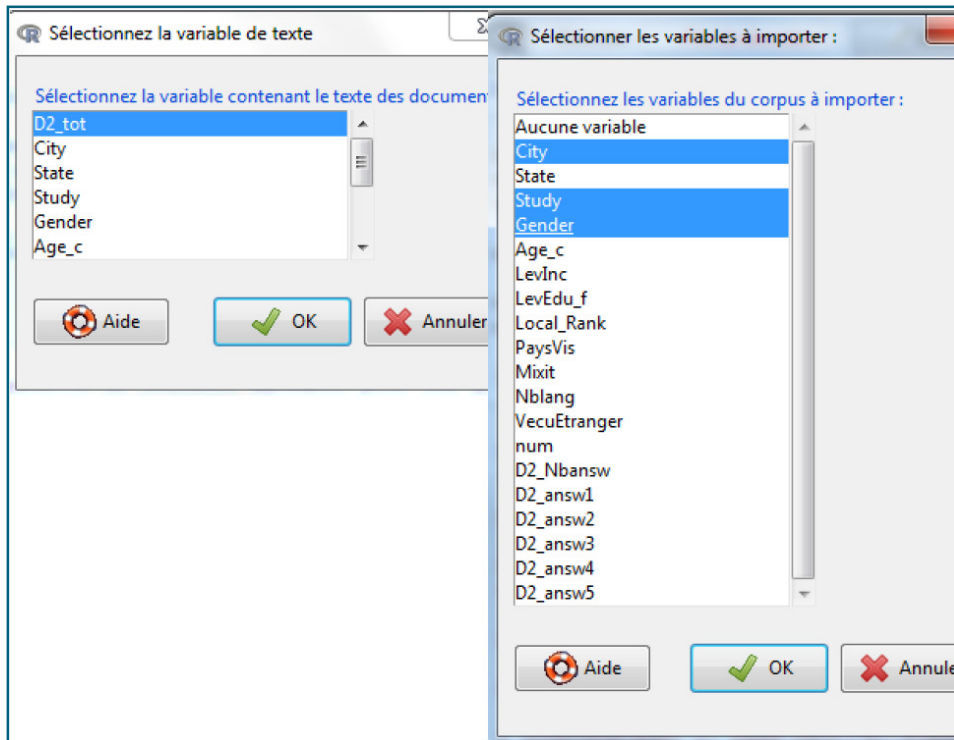 Sélectionnez la variable de texte
Sélectionnez la variable contenant le texte des documen
D2_tot
City
State
Study
Gender
Age_c
Aide
OK
Annuler
Sélectionner les variables à importer :
Sélectionnez les variables du corpus à importer :
Aucune variable
City
State
Study
Gender
Age_c
LevInc
LevEdu_f
Local_Rank
PaysVis
Mixit
Nblang
VecuEtranger
num
D2_Nbansw
D2_answ1
D2_answ2
D2_answ3
D2_answ4
D2_answ5
Aide
OK
Annule